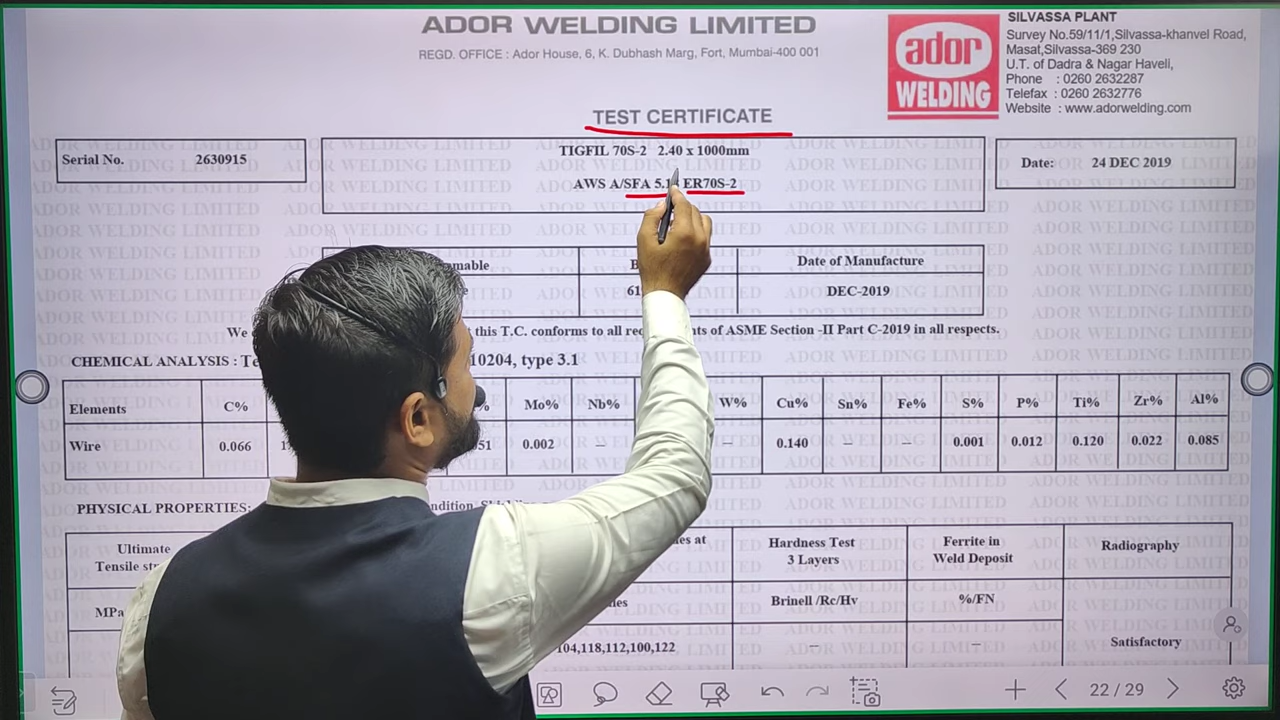 ADOR WELDING LIMITED
REGD. OFFICE : Ador House, 6, K. Dubhash Marg, Fort, Mumbai-400 001
ador
WELDING
SILVASSA PLANT
Survey No.59/11/1,Silvassa-khanvel Road,
Masat,Silvassa-369 230
U.T. of Dadra & Nagar Haveli,
Phone : 0260 2632287
Telefax : 0260 2632776
Website : www.adorwelding.com
TEST CERTIFICATE
Serial No. 2630915
TIGFIL 70S-2 2.40 x 1000mm
AWS A/SFA ER70S-2
Date: 24 DEC 2019
Date of Manufacture
DEC-2019
We this T.C. conforms to all of ASME Section -II Part C-2019 in all respects.
CHEMICAL ANALYSIS : 10204, type 3.1
Elements C% Mo% Nb% W% Cu% Sn% Fe% S% P% Ti% Zr% Al%
Wire 0.066 0.002 – – 0.140 – – 0.001 0.012 0.120 0.022 0.085
PHYSICAL PROPERTIES:
Ultimate at Hardness Test Ferrite in Radiography
Tensile 3 Layers Weld Deposit
MPa Brinell /Rc/Hv %/FN
104,118,112,100,122 – – Satisfactory
22 / 29